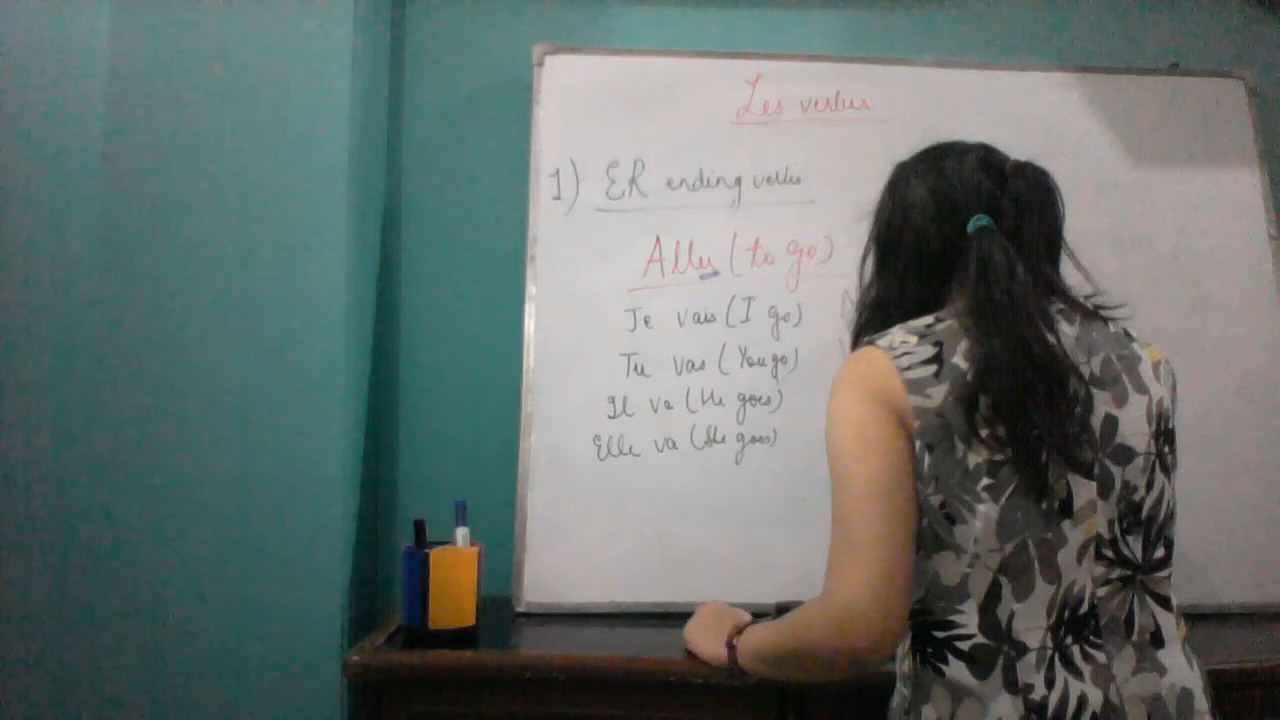 Les verbes
1) ER ending verbs
Aller (to go)
Je vais (I go)
Tu vas (You go)
Il va (He goes)
Elle va (She goes)